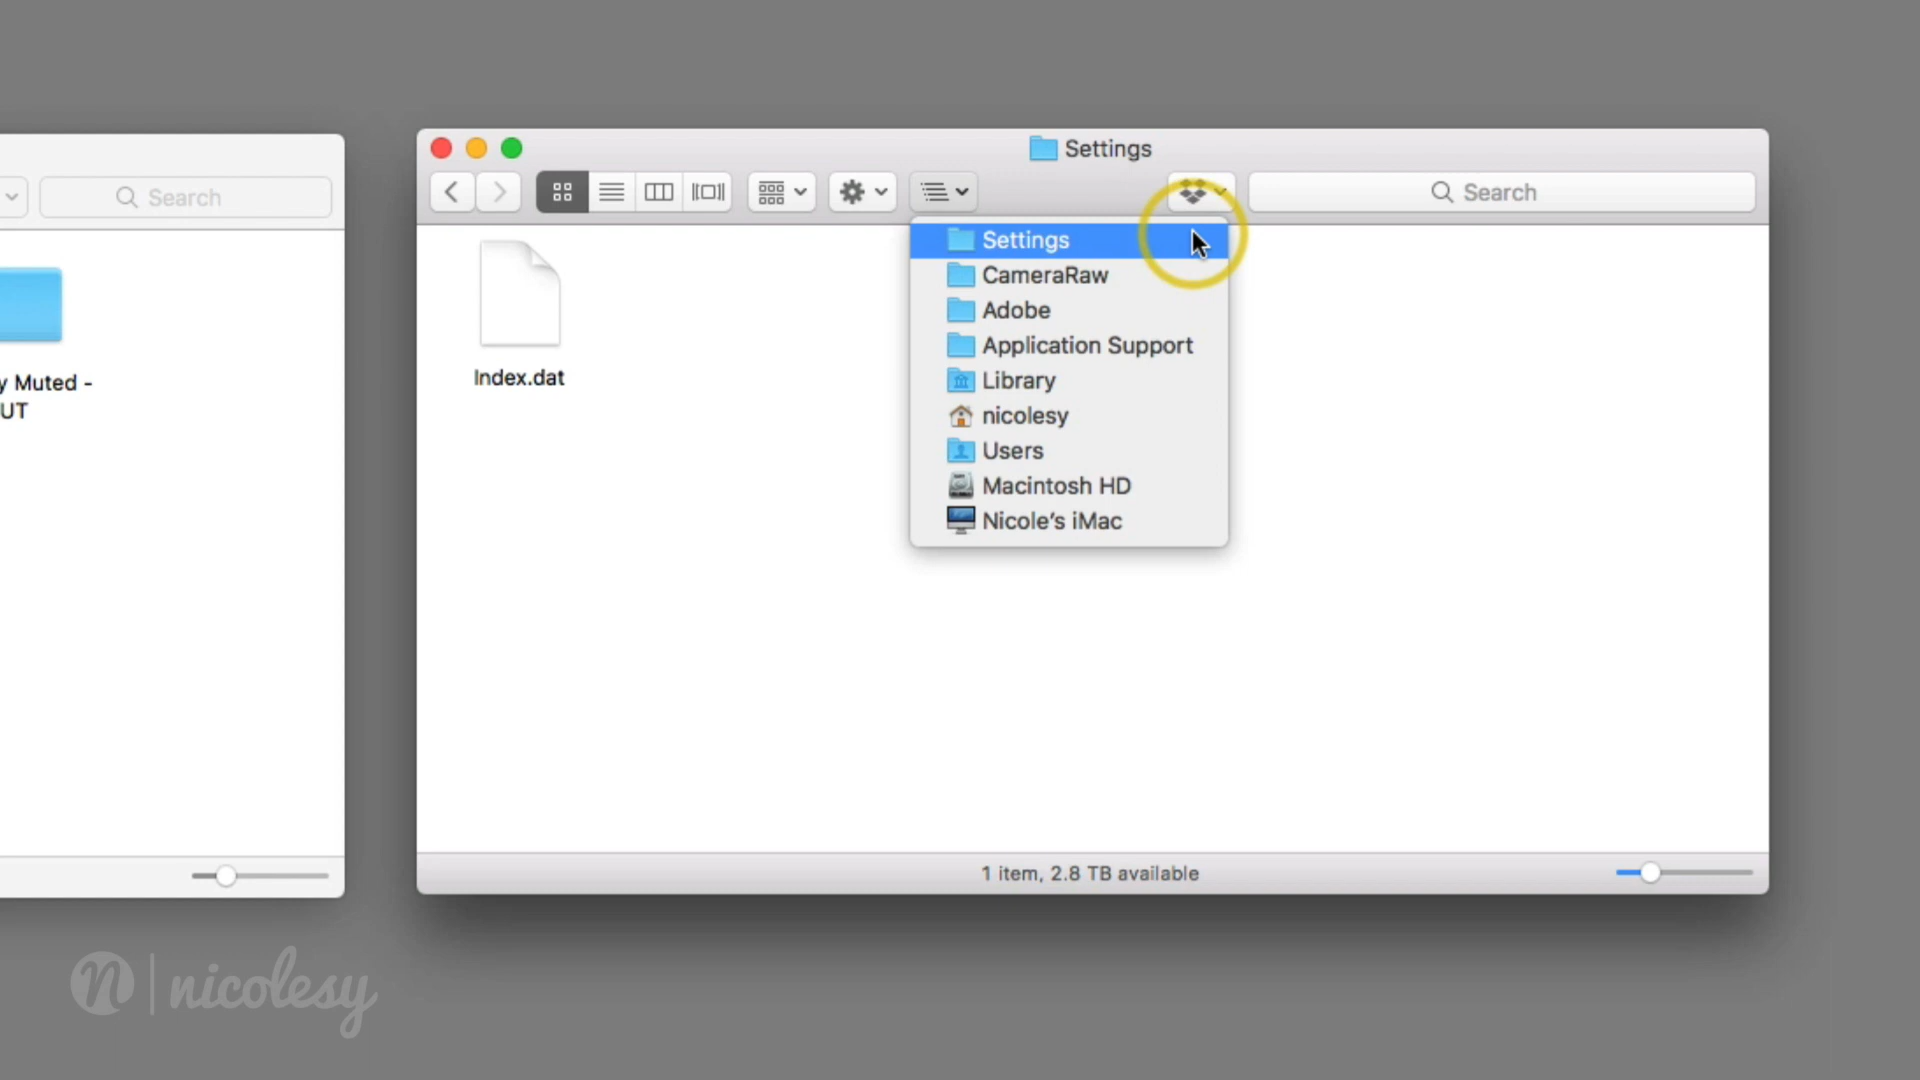 Search
y Muted -
UT
Settings
Search
Index.dat
Settings
CameraRaw
Adobe
Application Support
Library
nicolesy
Users
Macintosh HD
Nicole's iMac
1 item, 2.8 TB available
n | nicolesy